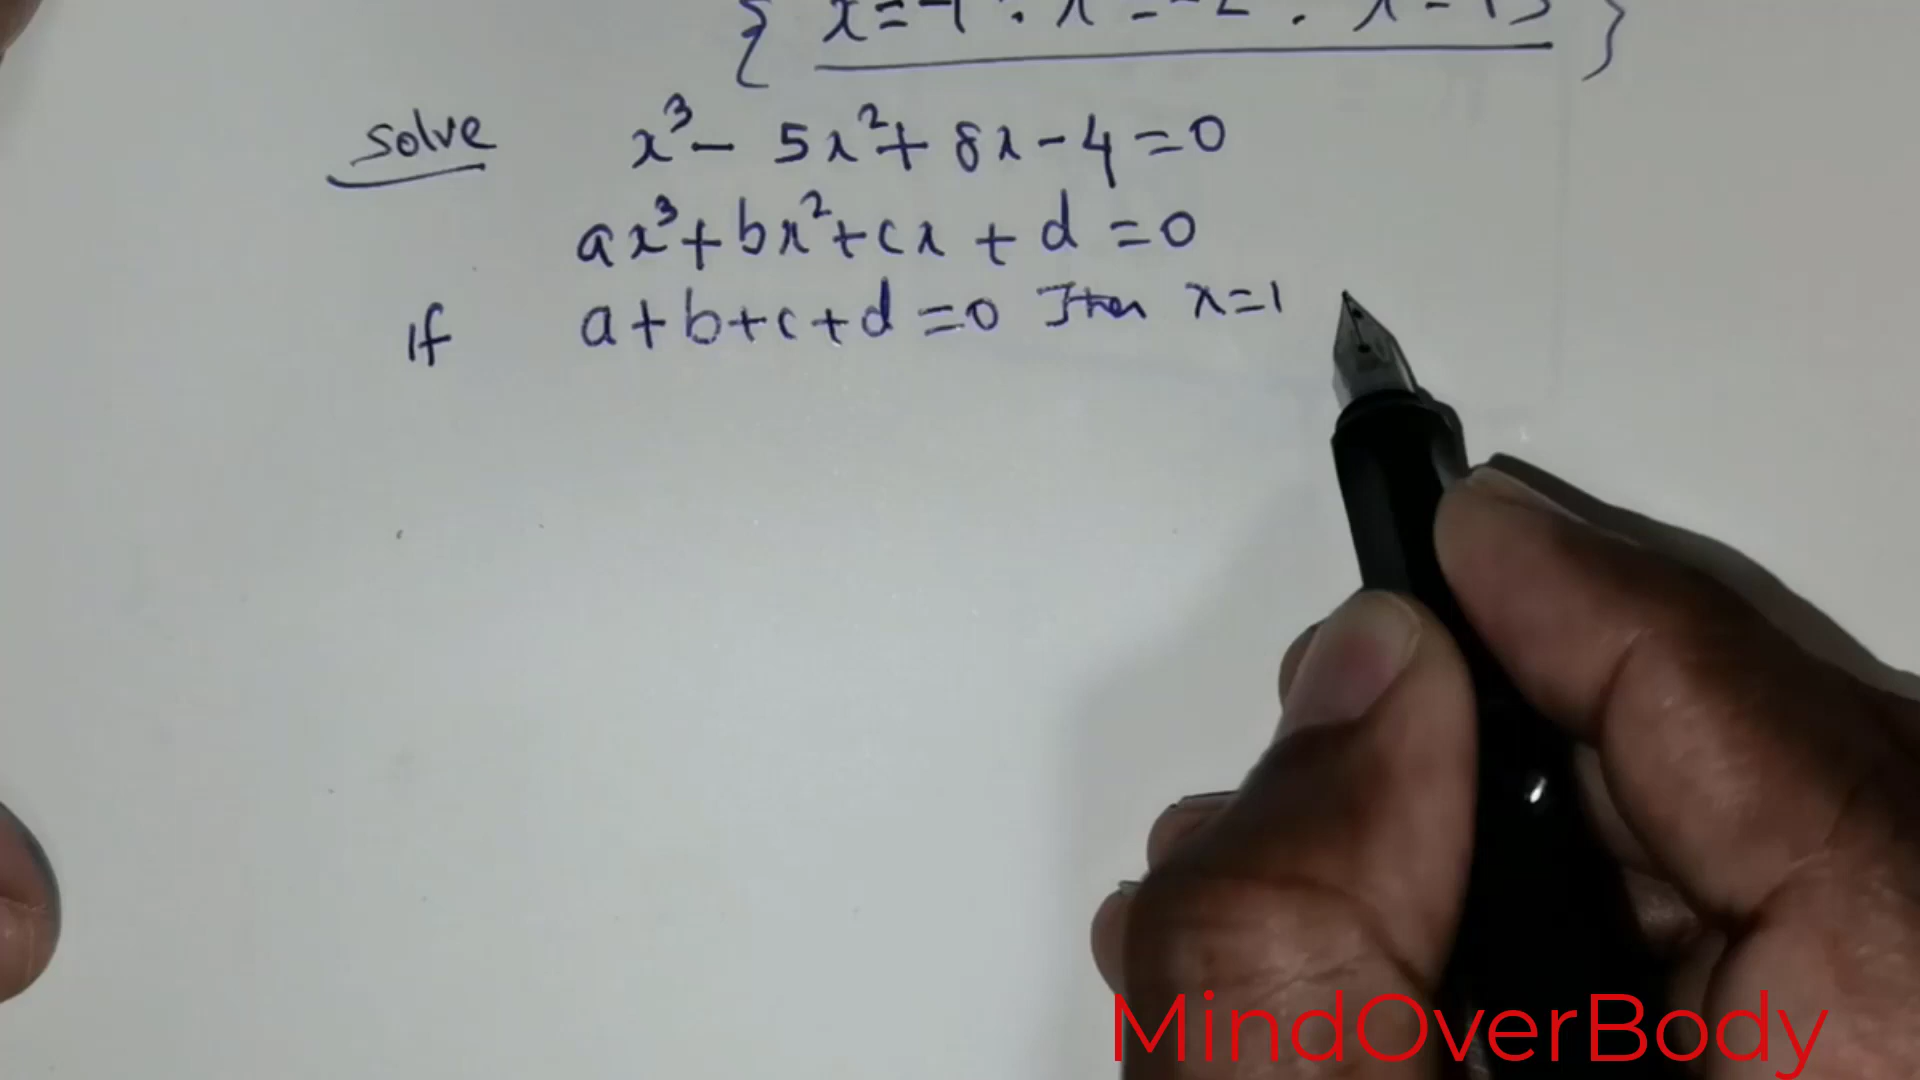 solve x³ - 5x² + 8x - 4 = 0
ax³ + bx² + cx + d = 0
If a + b + c + d = 0 then x = 1
MindOverBody